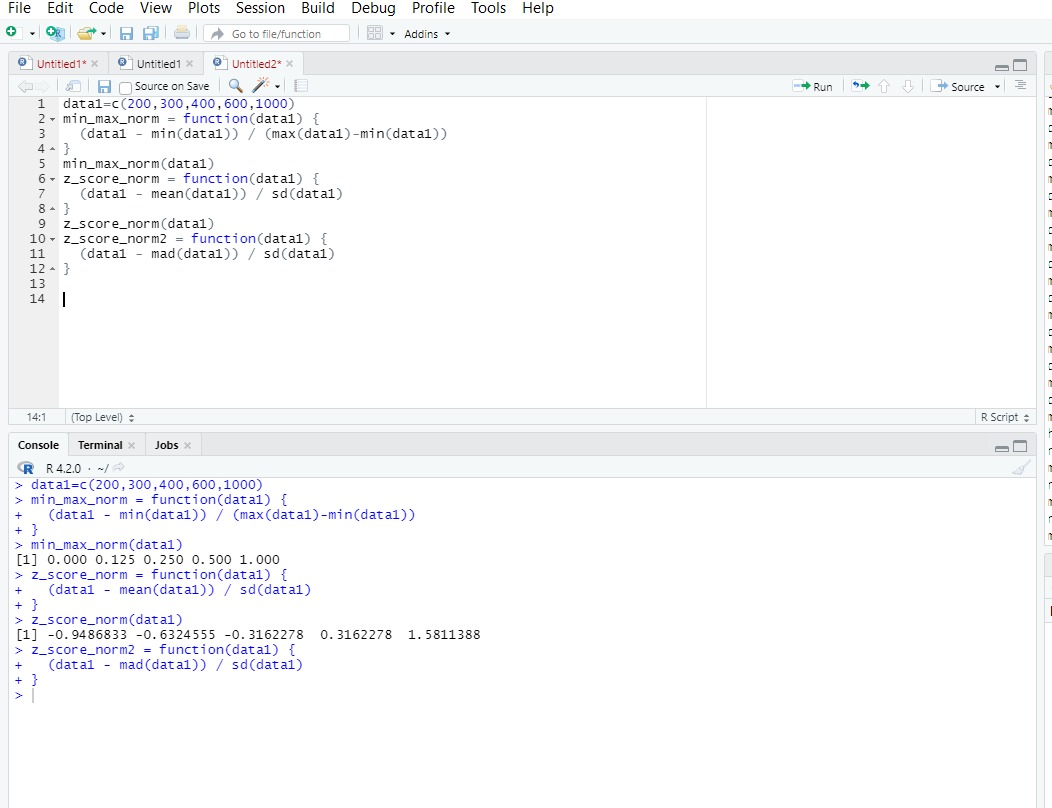 File Edit Code View Plots Session Build Debug Profile Tools Help
Go to file/function Addins
Untitled1* Untitled1 Untitled2*
Source on Save Run Source
1 data1=c(200,300,400,600,1000)
2 min_max_norm = function(data1) {
3 (data1 - min(data1)) / (max(data1)-min(data1))
4 }
5 min_max_norm(data1)
6 z_score_norm = function(data1) {
7 (data1 - mean(data1)) / sd(data1)
8 }
9 z_score_norm(data1)
10 z_score_norm2 = function(data1) {
11 (data1 - mad(data1)) / sd(data1)
12 }
13
14
14:1 (Top Level) R Script
Console Terminal Jobs
R R 4.2.0 · ~/
> data1=c(200,300,400,600,1000)
> min_max_norm = function(data1) {
+ (data1 - min(data1)) / (max(data1)-min(data1))
+ }
> min_max_norm(data1)
[1] 0.000 0.125 0.250 0.500 1.000
> z_score_norm = function(data1) {
+ (data1 - mean(data1)) / sd(data1)
+ }
> z_score_norm(data1)
[1] -0.9486833 -0.6324555 -0.3162278 0.3162278 1.5811388
> z_score_norm2 = function(data1) {
+ (data1 - mad(data1)) / sd(data1)
+ }
>